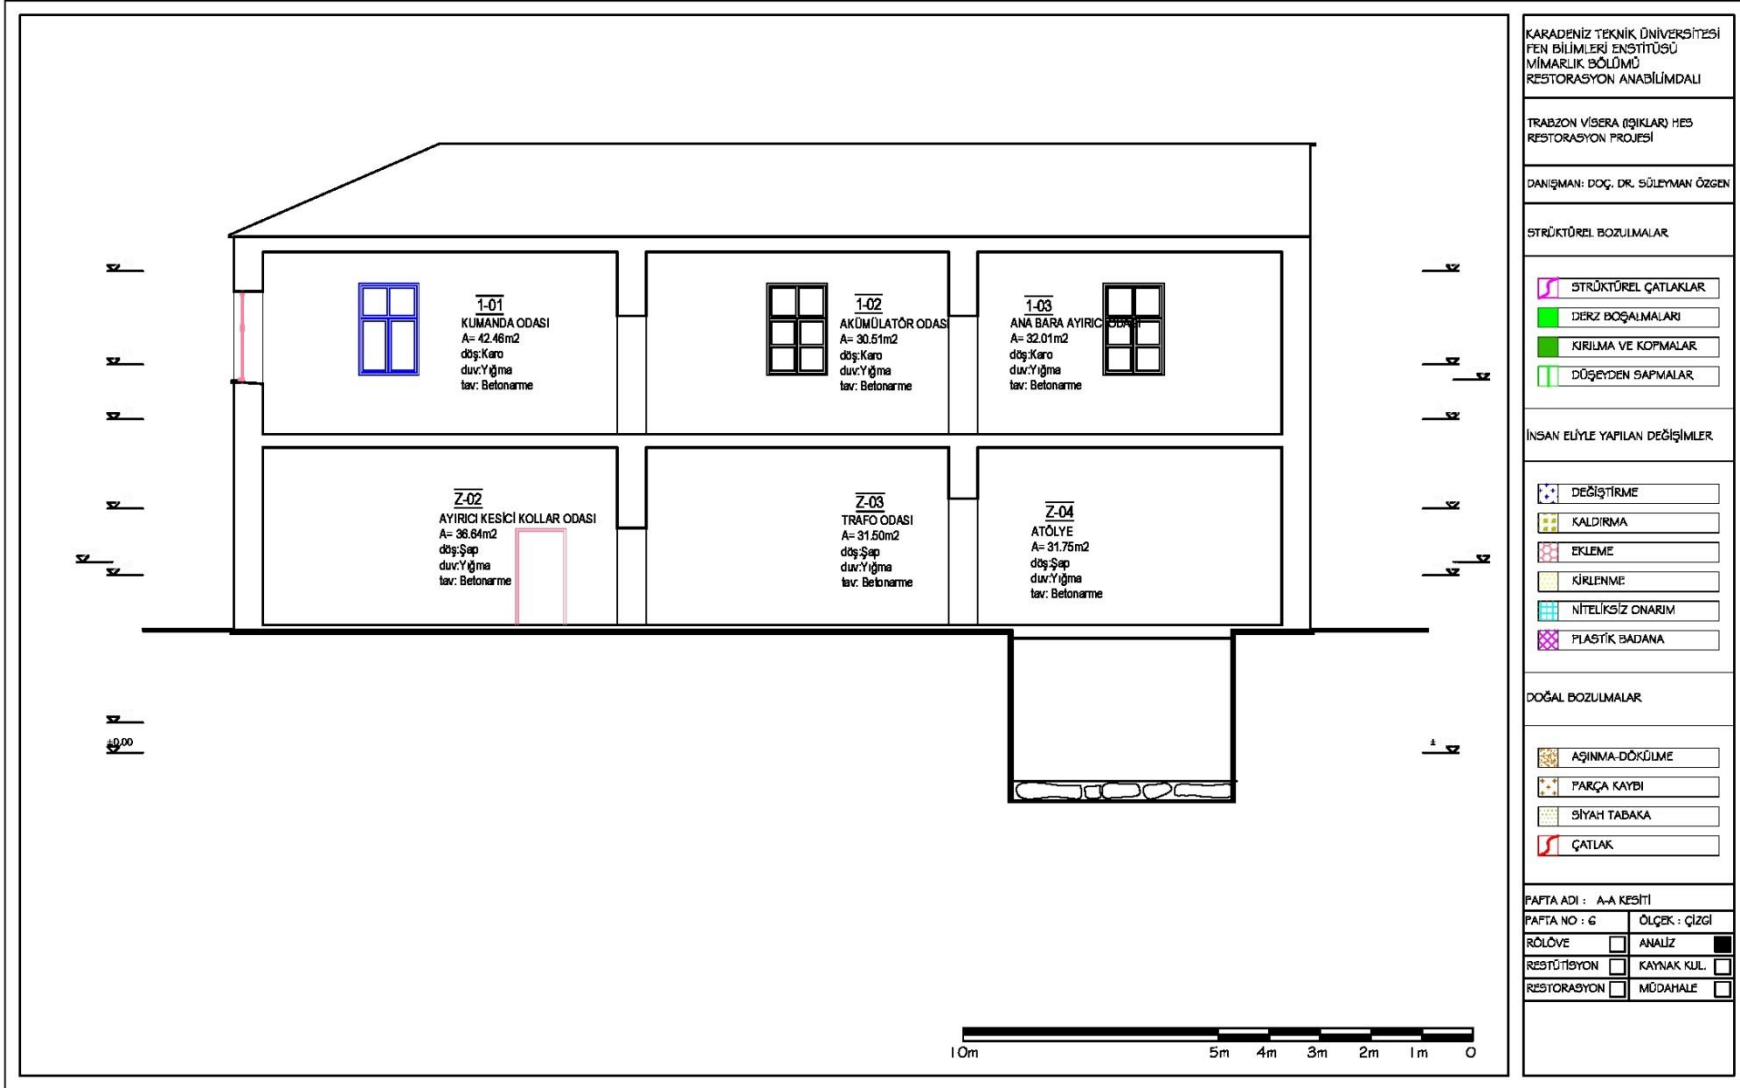 KARADENİZ TEKNİK ÜNİVERSİTESİ
FEN BİLİMLERİ ENSTİTÜSÜ
MİMARLIK BÖLÜMÜ
RESTORASYON ANABİLİMDALI
TRABZON VİSERA (IŞIKLAR) HES
RESTORASYON PROJESİ
DANIŞMAN: DOÇ. DR. SÜLEYMAN ÖZGEN
STRÜKTÜREL BOZULMALAR
STRÜKTÜREL ÇATLAKLAR
DERZ BOŞALMALARI
KIRILMA VE KOPMALAR
DÜŞEYDEN SAPMALAR
İNSAN ELİYLE YAPILAN DEĞİŞİMLER
DEĞİŞTİRME
KALDIRMA
EKLEME
KİRLENME
NİTELİKSİZ ONARIM
PLASTİK BADANA
DOĞAL BOZULMALAR
AŞINMA-DÖKÜLME
PARÇA KAYBI
SİYAH TABAKA
ÇATLAK
PAFTA ADI : A-A KESİTİ
PAFTA NO : 6 ÖLÇEK : ÇİZGİ
RÖLÖVE ANALİZ
RESTÜTİSYON KAYNAK KUL.
RESTORASYON MÜDAHALE
1-01
KUMANDA ODASI
A= 42.46m2
döş:Karo
duv:Yığma
tav: Betonarme
1-02
AKÜMÜLATÖR ODASI
A= 30.51m2
döş:Karo
duv:Yığma
tav: Betonarme
1-03
ANA BARA AYIRICI ODASI
A= 32.01m2
döş:Karo
duv:Yığma
tav: Betonarme
Z-02
AYIRICI KESİCİ KOLLAR ODASI
A= 36.64m2
döş:Şap
duv:Yığma
tav: Betonarme
Z-03
TRAFO ODASI
A= 31.50m2
döş:Şap
duv:Yığma
tav: Betonarme
Z-04
ATÖLYE
A= 31.75m2
döş:Şap
duv:Yığma
tav: Betonarme
±0.00
±
10m 5m 4m 3m 2m 1m 0